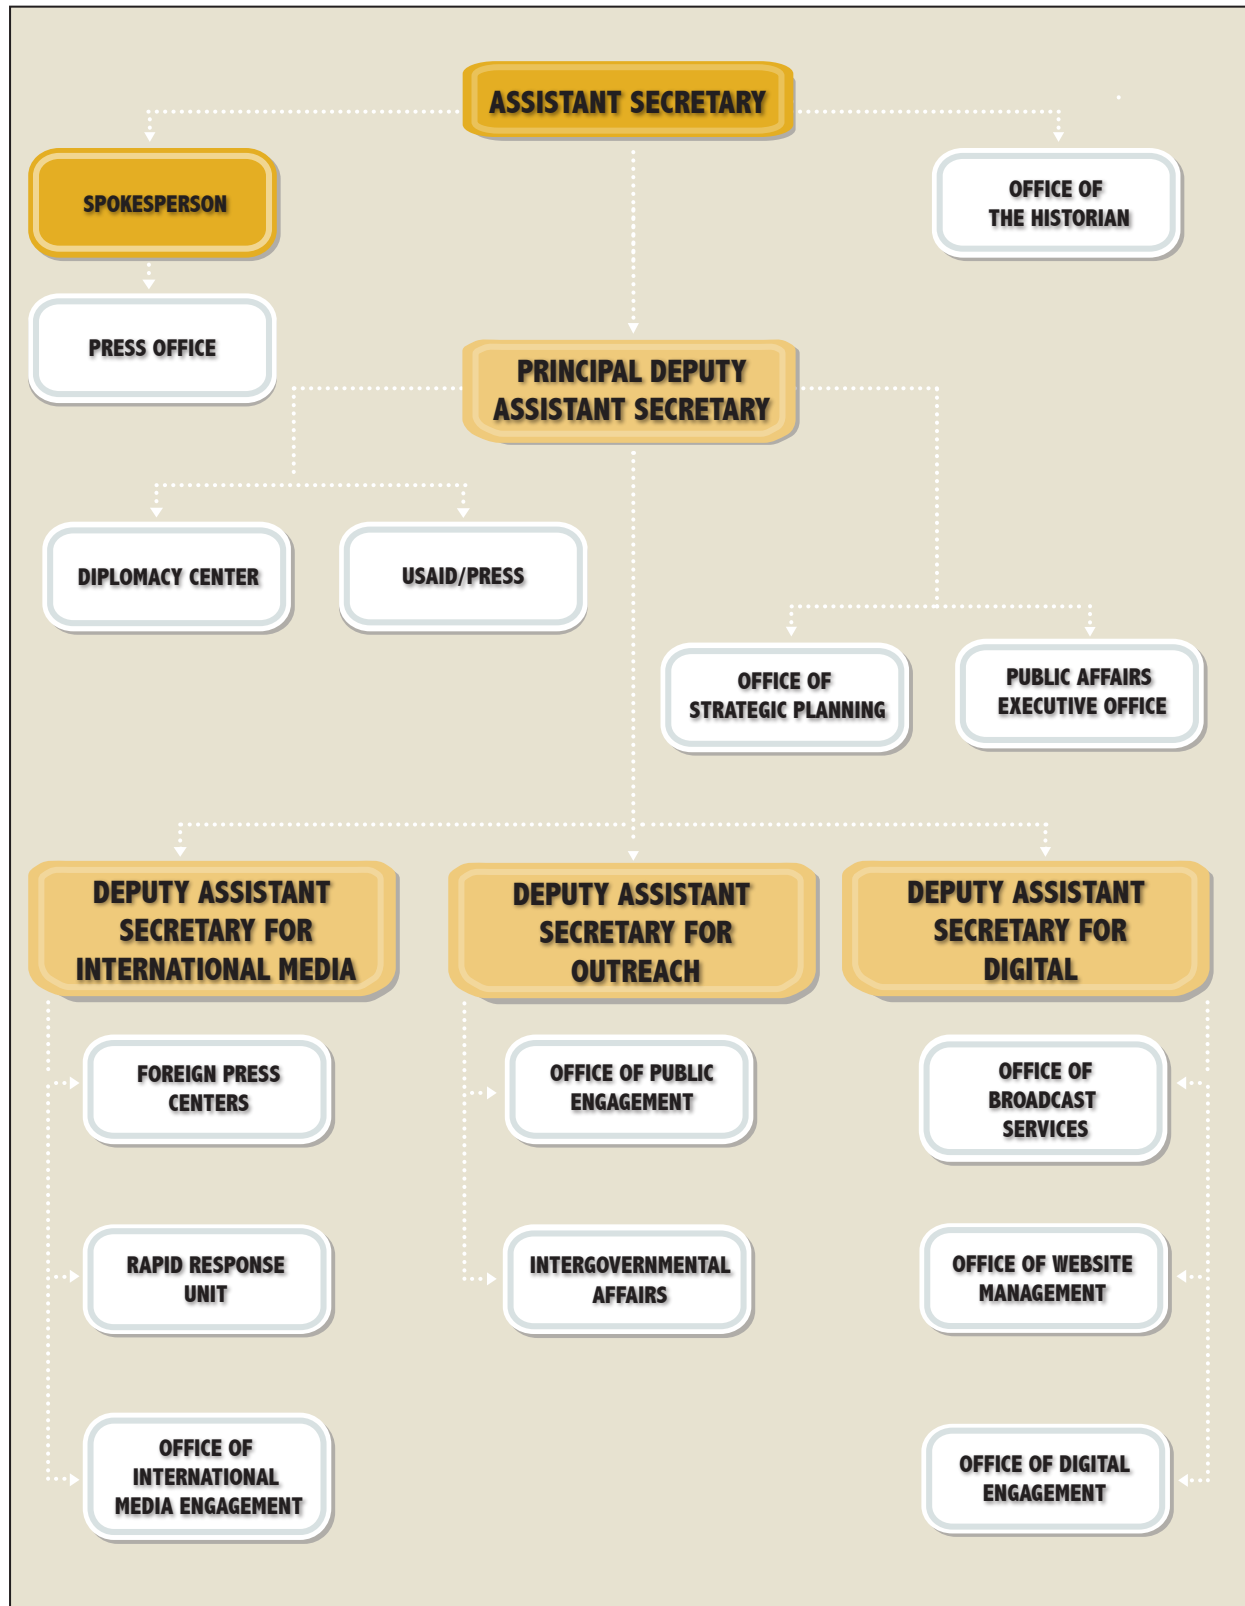 ASSISTANT SECRETARY
SPOKESPERSON
OFFICE OF
THE HISTORIAN
PRESS OFFICE
PRINCIPAL DEPUTY
ASSISTANT SECRETARY
DIPLOMACY CENTER
USAID/PRESS
OFFICE OF
STRATEGIC PLANNING
PUBLIC AFFAIRS
EXECUTIVE OFFICE
DEPUTY ASSISTANT
SECRETARY FOR
INTERNATIONAL MEDIA
DEPUTY ASSISTANT
SECRETARY FOR
OUTREACH
DEPUTY ASSISTANT
SECRETARY FOR
DIGITAL
FOREIGN PRESS
CENTERS
OFFICE OF PUBLIC
ENGAGEMENT
OFFICE OF
BROADCAST
SERVICES
RAPID RESPONSE
UNIT
INTERGOVERNMENTAL
AFFAIRS
OFFICE OF WEBSITE
MANAGEMENT
OFFICE OF
INTERNATIONAL
MEDIA ENGAGEMENT
OFFICE OF DIGITAL
ENGAGEMENT